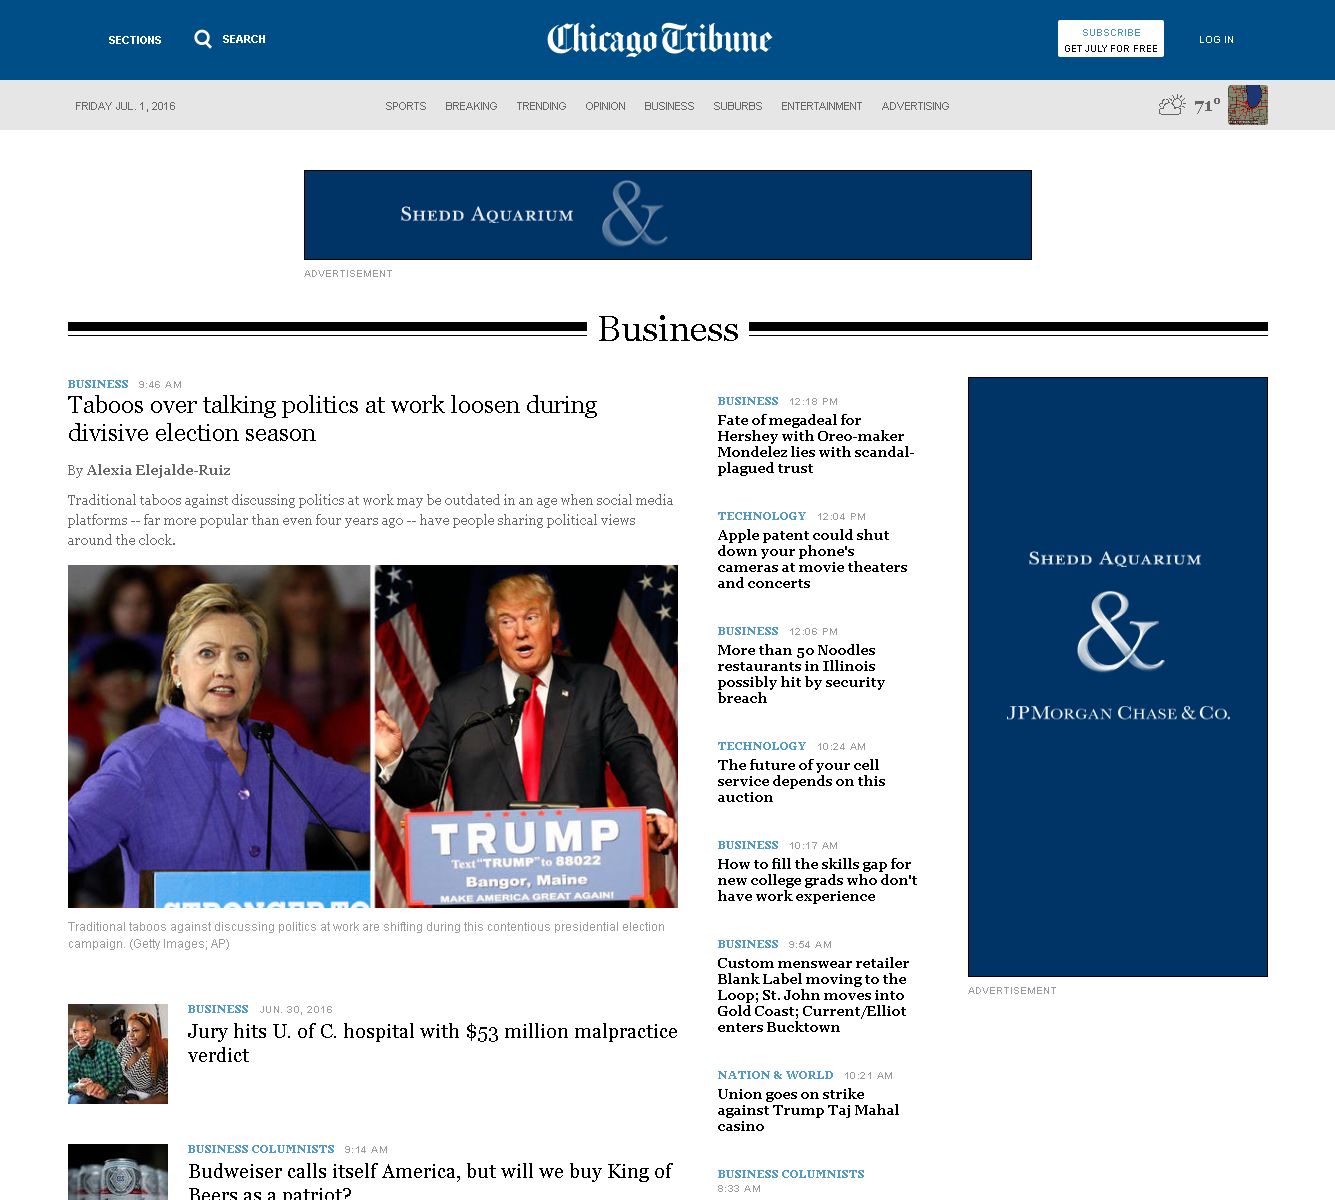 SECTIONS
SEARCH
Chicago Tribune
SUBSCRIBE
GET JULY FOR FREE
LOG IN
FRIDAY JUL. 1, 2016
SPORTS BREAKING TRENDING OPINION BUSINESS SUBURBS ENTERTAINMENT ADVERTISING
71°
SHEDD AQUARIUM &
ADVERTISEMENT
Business
BUSINESS 9:46 AM
Taboos over talking politics at work loosen during
divisive election season
By Alexia Elejalde-Ruiz
Traditional taboos against discussing politics at work may be outdated in an age when social media
platforms -- far more popular than even four years ago -- have people sharing political views
around the clock.
STRONGER TO
TRUMP
Text "TRUMP" to 88022
Bangor, Maine
MAKE AMERICA GREAT AGAIN!
Traditional taboos against discussing politics at work are shifting during this contentious presidential election
campaign. (Getty Images; AP)
BUSINESS JUN. 30, 2016
Jury hits U. of C. hospital with $53 million malpractice
verdict
BUSINESS COLUMNISTS 9:14 AM
Budweiser calls itself America, but will we buy King of
Beers as a patriot?
BUSINESS 12:18 PM
Fate of megadeal for
Hershey with Oreo-maker
Mondelez lies with scandal-
plagued trust
TECHNOLOGY 12:04 PM
Apple patent could shut
down your phone's
cameras at movie theaters
and concerts
BUSINESS 12:06 PM
More than 50 Noodles
restaurants in Illinois
possibly hit by security
breach
TECHNOLOGY 10:24 AM
The future of your cell
service depends on this
auction
BUSINESS 10:17 AM
How to fill the skills gap for
new college grads who don't
have work experience
BUSINESS 9:54 AM
Custom menswear retailer
Blank Label moving to the
Loop; St. John moves into
Gold Coast; Current/Elliot
enters Bucktown
NATION & WORLD 10:21 AM
Union goes on strike
against Trump Taj Mahal
casino
BUSINESS COLUMNISTS
8:33 AM
SHEDD AQUARIUM
&
JPMORGAN CHASE & CO.
ADVERTISEMENT